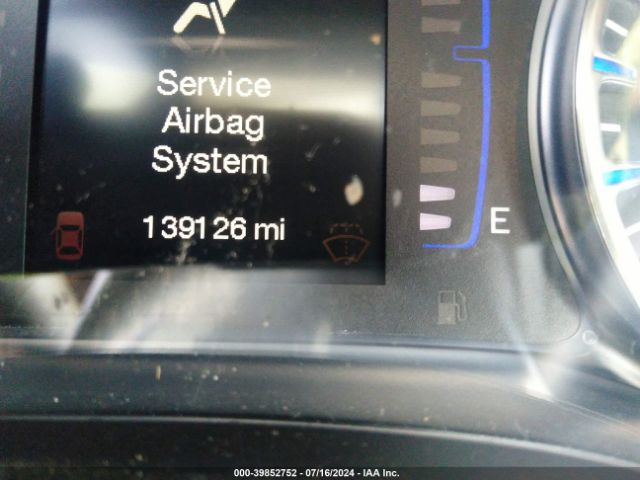 Service
Airbag
System
139126 mi
E
000-39852752 - 07/16/2024 - IAA Inc.